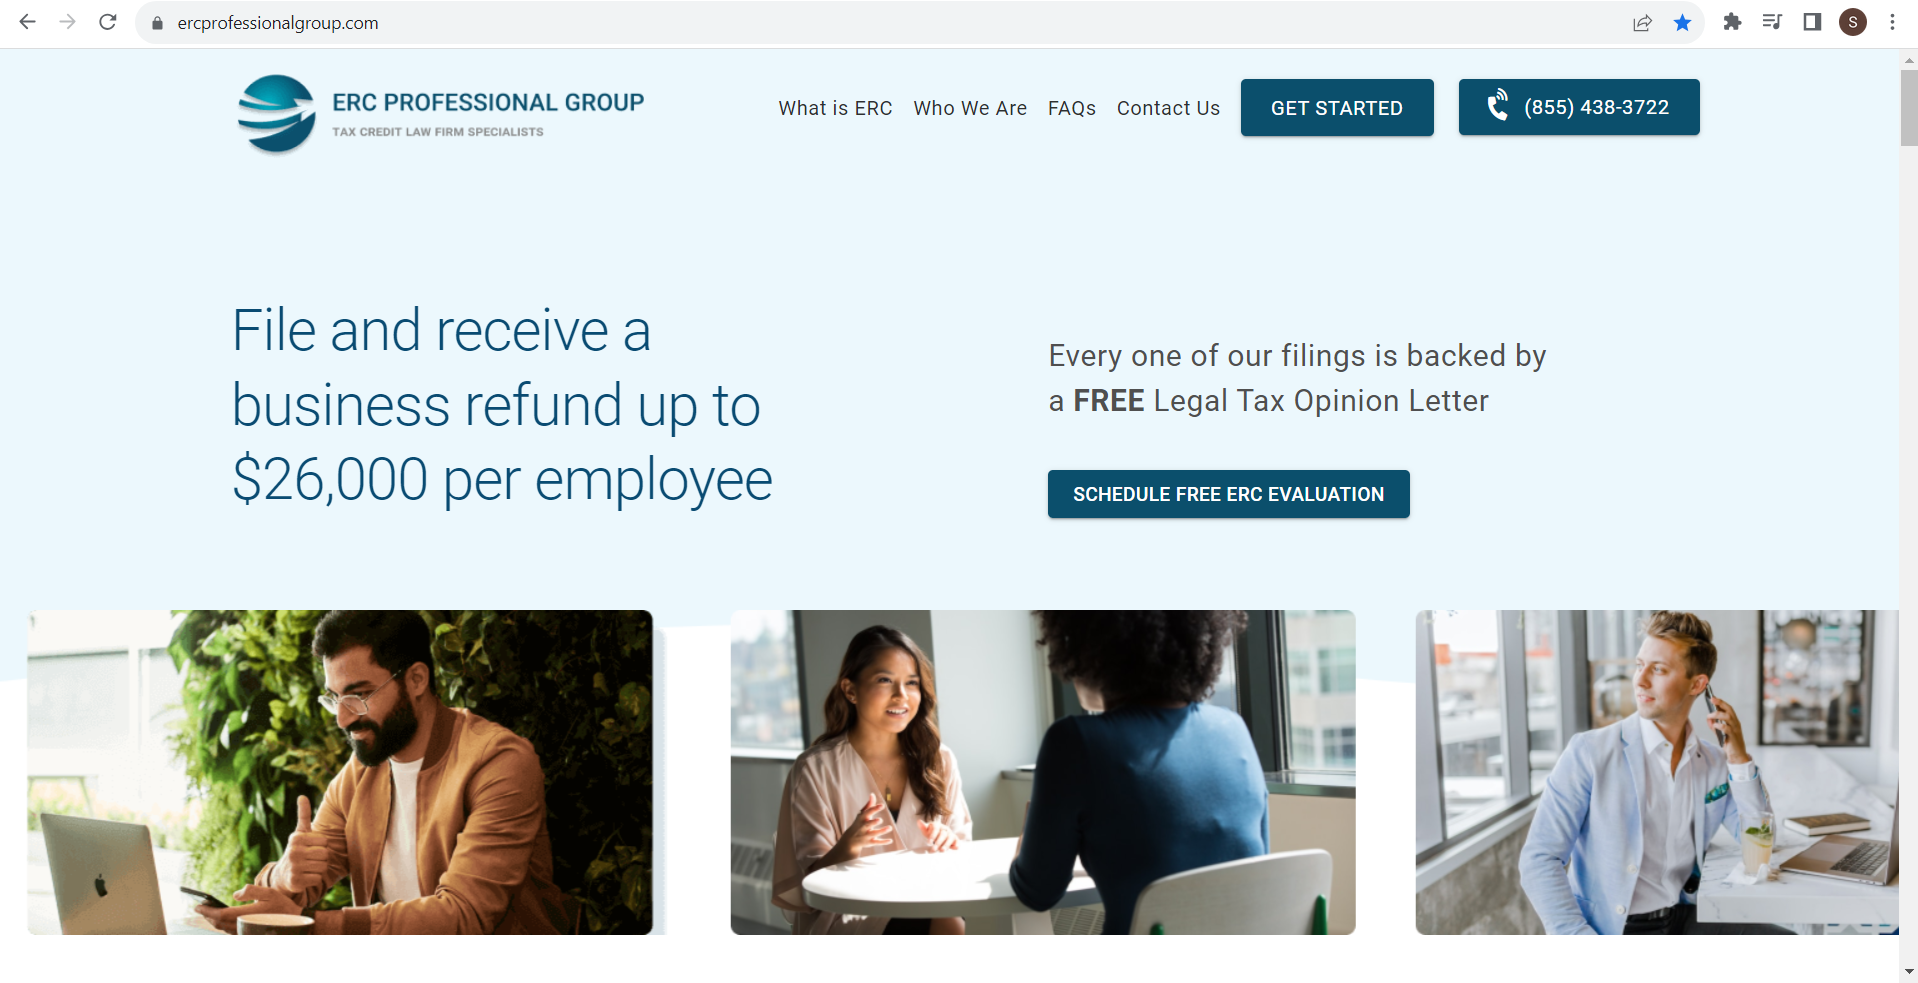 ercprofessionalgroup.com
S
ERC PROFESSIONAL GROUP
TAX CREDIT LAW FIRM SPECIALISTS
What is ERC
Who We Are
FAQs
Contact Us
GET STARTED
(855) 438-3722
File and receive a
business refund up to
$26,000 per employee
Every one of our filings is backed by
a FREE Legal Tax Opinion Letter
SCHEDULE FREE ERC EVALUATION